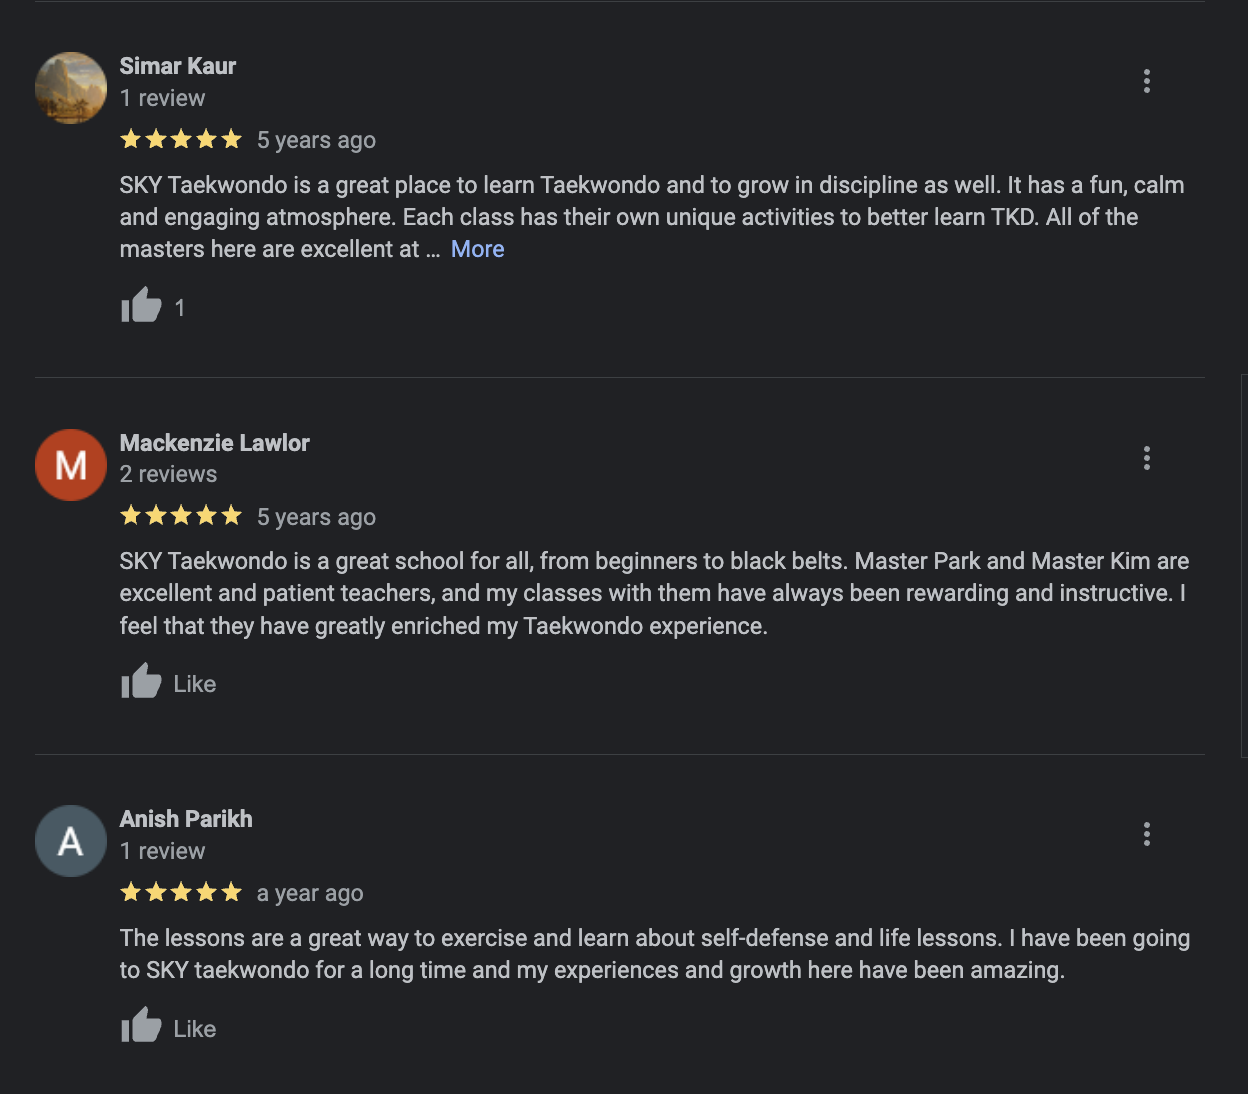 Simar Kaur
1 review
5 years ago
SKY Taekwondo is a great place to learn Taekwondo and to grow in discipline as well. It has a fun, calm
and engaging atmosphere. Each class has their own unique activities to better learn TKD. All of the
masters here are excellent at ... More
1
M
Mackenzie Lawlor
2 reviews
5 years ago
SKY Taekwondo is a great school for all, from beginners to black belts. Master Park and Master Kim are
excellent and patient teachers, and my classes with them have always been rewarding and instructive. I
feel that they have greatly enriched my Taekwondo experience.
Like
A
Anish Parikh
1 review
a year ago
The lessons are a great way to exercise and learn about self-defense and life lessons. I have been going
to SKY taekwondo for a long time and my experiences and growth here have been amazing.
Like